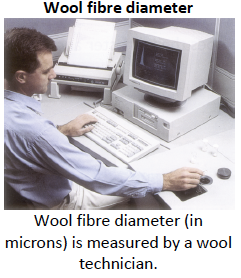 Wool fibre diameter
Wool fibre diameter (in
microns) is measured by a wool
technician.